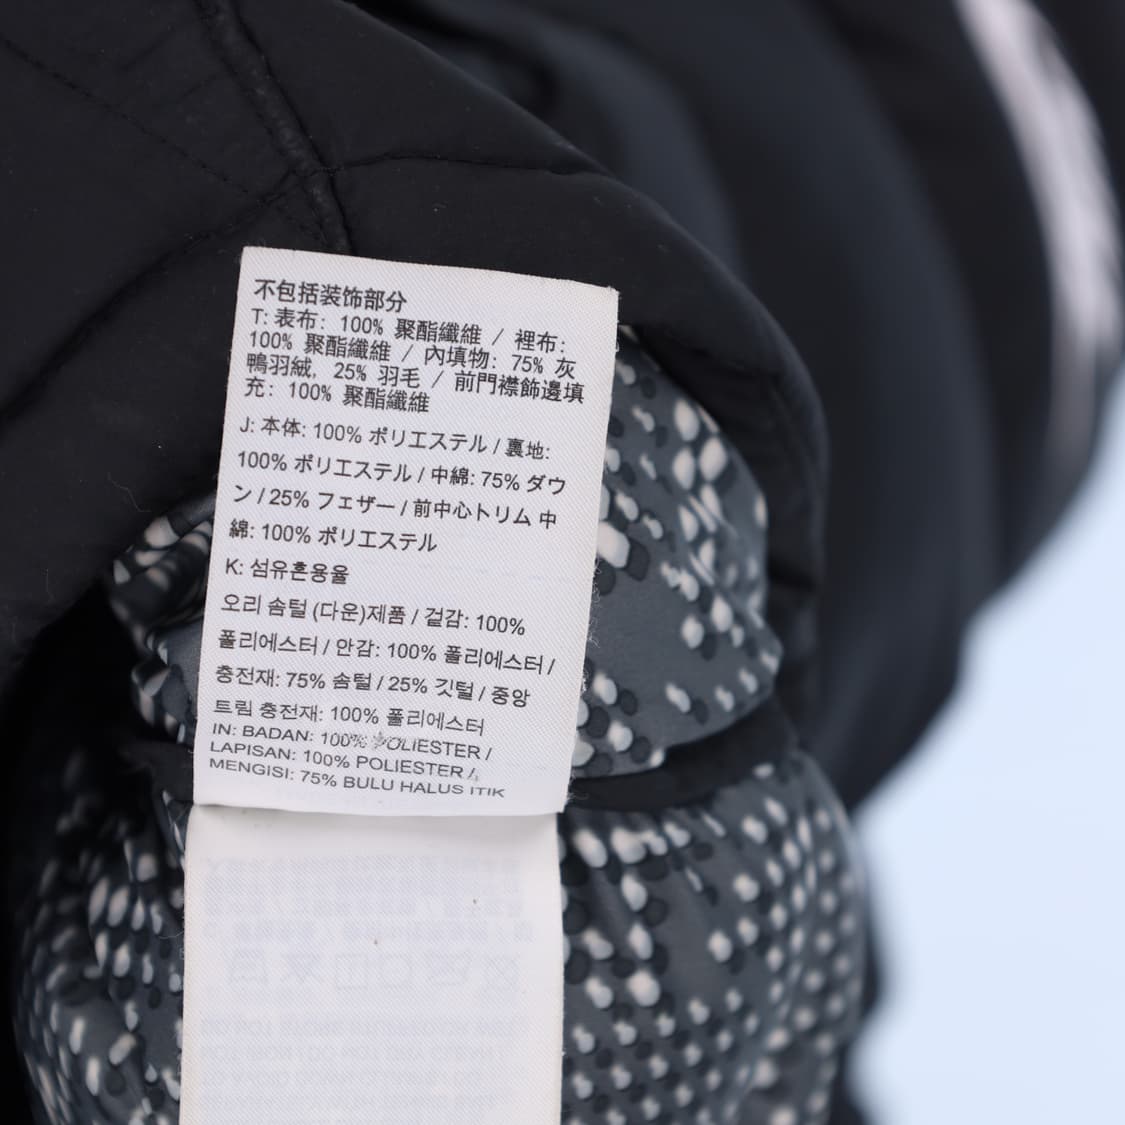 不包括装饰部分
T: 表布: 100% 聚酯纖維 / 裡布:
100% 聚酯纖維 / 內填物: 75% 灰
鴨羽絨, 25% 羽毛 / 前門襟飾邊填
充: 100% 聚酯纖維
J: 本体: 100% ポリエステル / 裏地:
100% ポリエステル / 中綿: 75% ダウ
ン / 25% フェザー / 前中心トリム 中
綿: 100% ポリエステル
K: 섬유혼용율
오리 솜털 (다운)제품 / 겉감: 100%
폴리에스터 / 안감: 100% 폴리에스터 /
충전재: 75% 솜털 / 25% 깃털 / 중앙
트림 충전재: 100% 폴리에스터
IN: BADAN: 100% POLIESTER /
LAPISAN: 100% POLIESTER /
MENGISI: 75% BULU HALUS ITIK